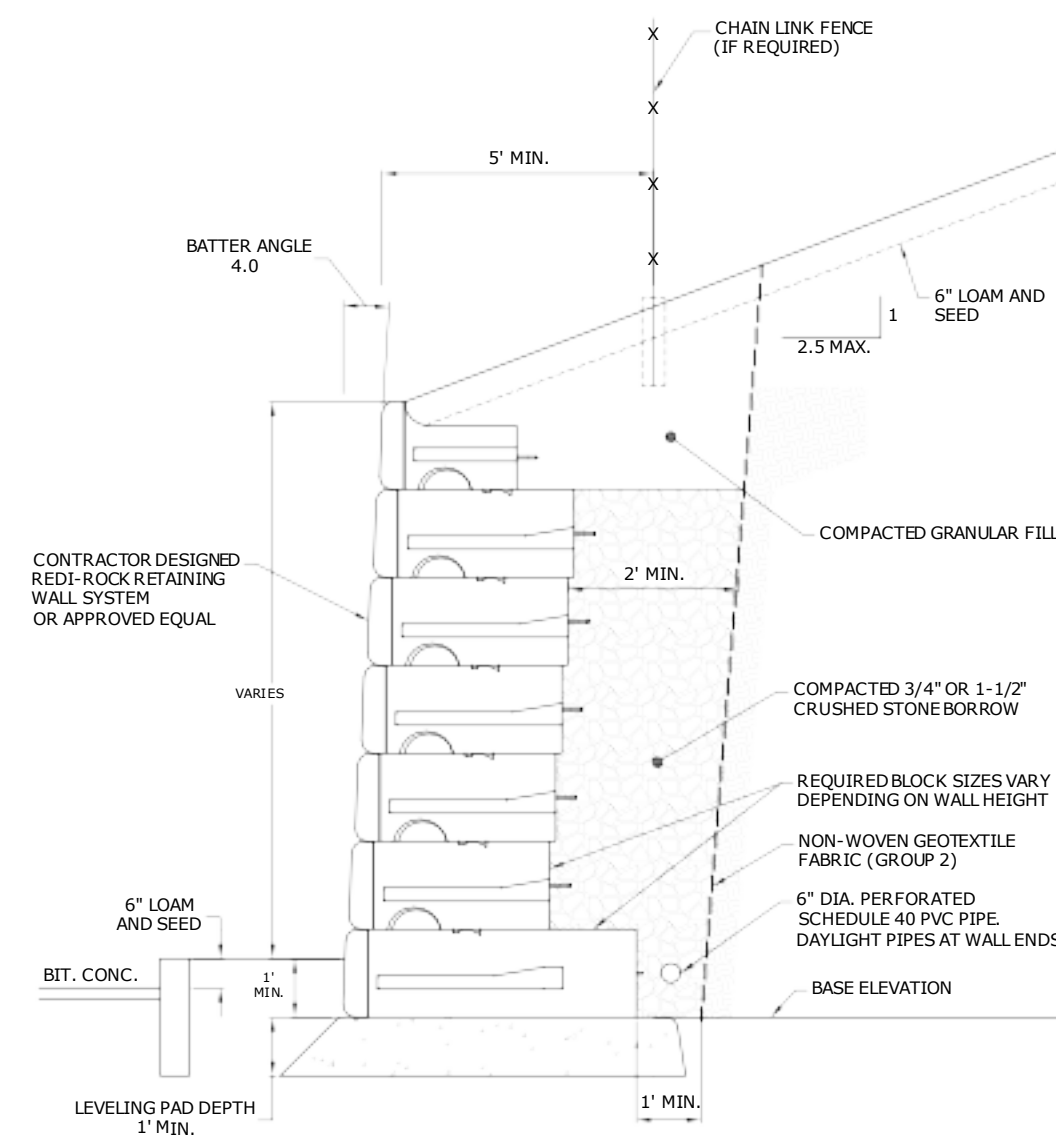 X
CHAIN LINK FENCE
(IF REQUIRED)
X
5' MIN.
X
BATTER ANGLE
4.0
X
6" LOAM AND
SEED
1
2.5 MAX.
COMPACTED GRANULAR FILL
CONTRACTOR DESIGNED
REDI-ROCK RETAINING
WALL SYSTEM
OR APPROVED EQUAL
2' MIN.
VARIES
COMPACTED 3/4" OR 1-1/2"
CRUSHED STONE BORROW
REQUIRED BLOCK SIZES VARY
DEPENDING ON WALL HEIGHT
NON-WOVEN GEOTEXTILE
FABRIC (GROUP 2)
6" LOAM
AND SEED
6" DIA. PERFORATED
SCHEDULE 40 PVC PIPE.
DAYLIGHT PIPES AT WALL ENDS
BIT. CONC.
1'
MIN.
BASE ELEVATION
LEVELING PAD DEPTH
1' MIN.
1' MIN.